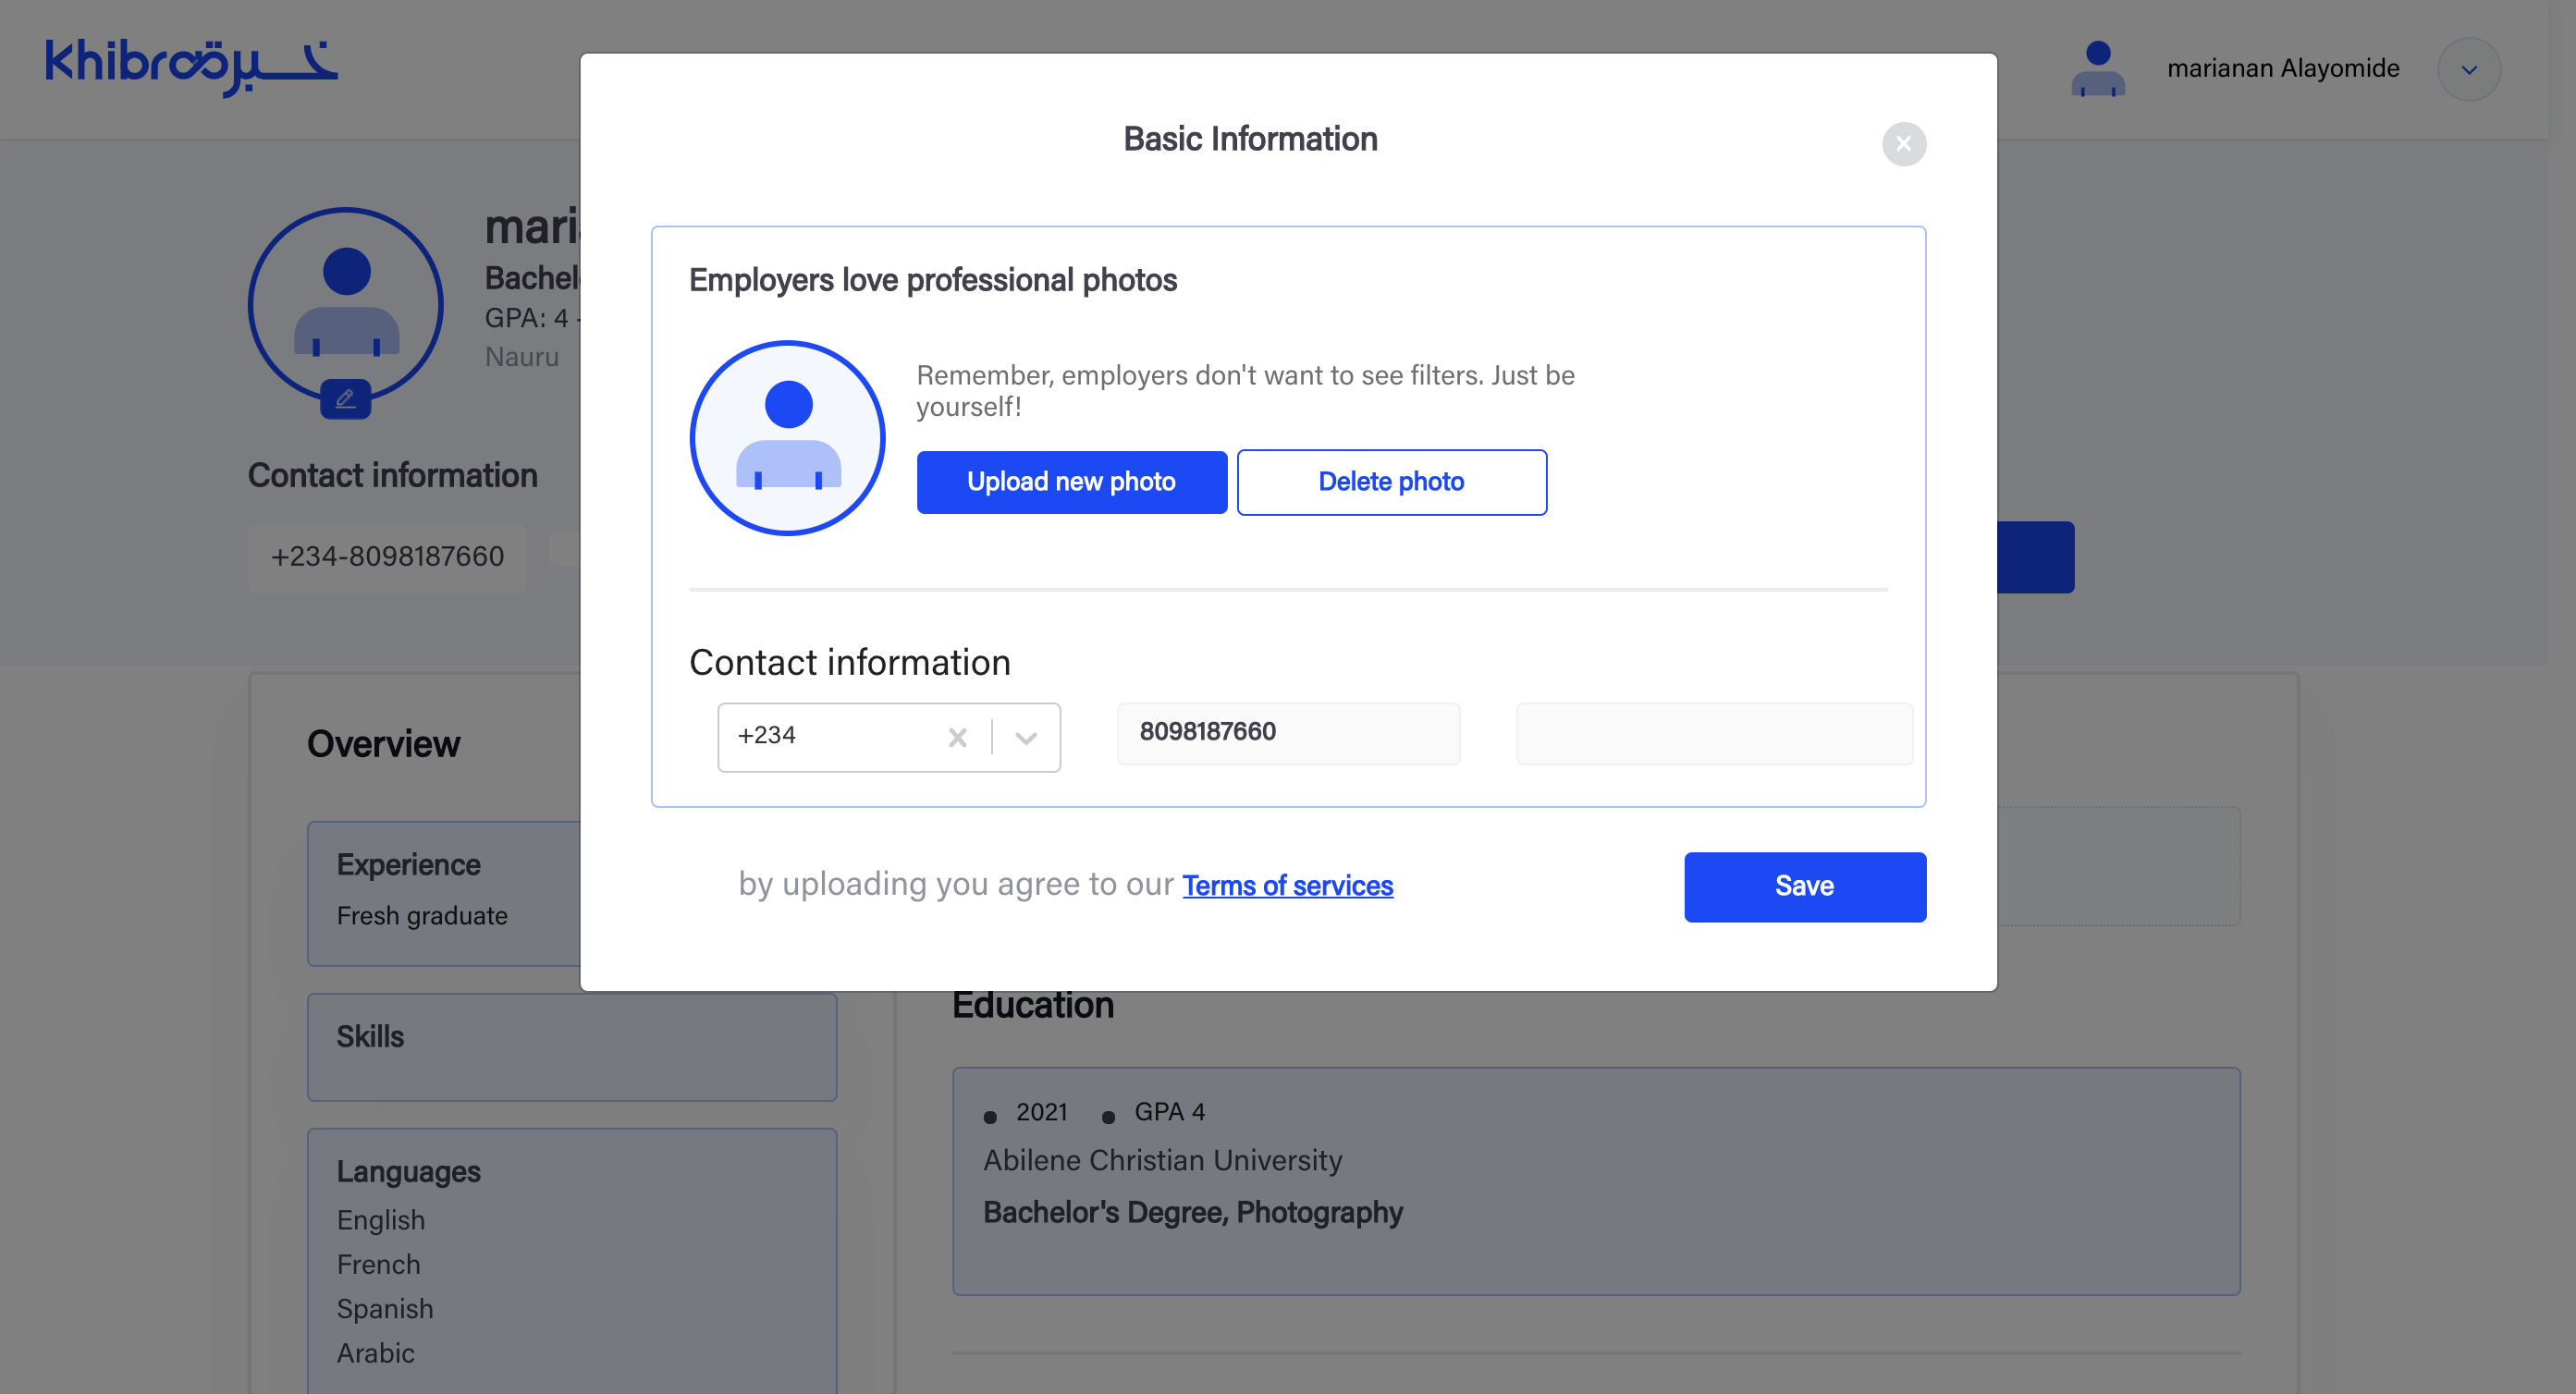 khibra خبرة
marianan Alayomide
Basic Information
Bachel
GPA: 4
Nauru
Contact information
+234-8098187660
Employers love professional photos
Remember, employers don't want to see filters. Just be
yourself!
Upload new photo
Delete photo
Contact information
+234
8098187660
by uploading you agree to our Terms of services
Save
Overview
Experience
Fresh graduate
Skills
Languages
English
French
Spanish
Arabic
Education
2021
GPA 4
Abilene Christian University
Bachelor's Degree, Photography